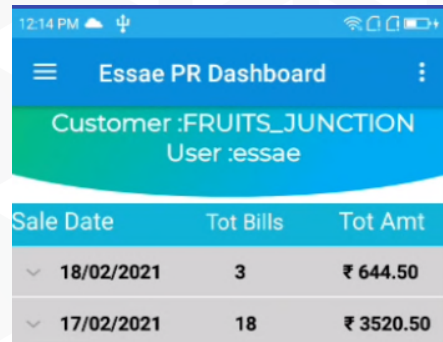 12:14 PM
Essae PR Dashboard
Customer :FRUITS_JUNCTION
User :essae
Sale Date Tot Bills Tot Amt
18/02/2021 3 ₹ 644.50
17/02/2021 18 ₹ 3520.50